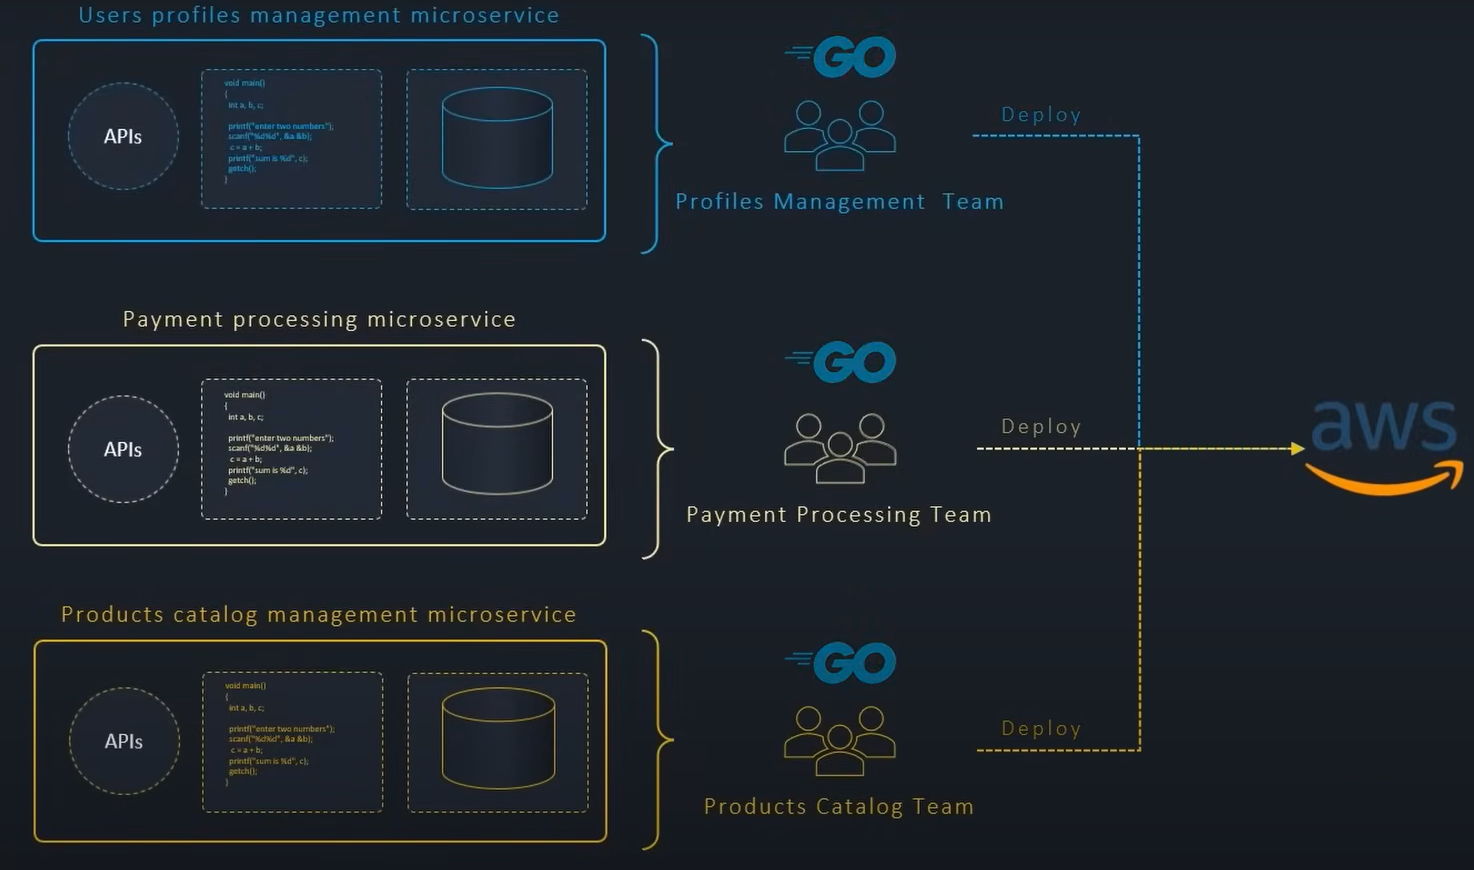 Users profiles management microservice
APIs
void main()
{
int a, b, c;
printf("enter two numbers");
scanf("%d%d", &a &b);
c = a + b;
printf("sum is %d", c);
getch();
}
GO
Profiles Management Team
Deploy
Payment processing microservice
APIs
void main()
{
int a, b, c;
printf("enter two numbers");
scanf("%d%d", &a &b);
c = a + b;
printf("sum is %d", c);
getch();
}
GO
Payment Processing Team
Deploy
aws
Products catalog management microservice
APIs
void main()
{
int a, b, c;
printf("enter two numbers");
scanf("%d%d", &a &b);
c = a + b;
printf("sum is %d", c);
getch();
}
GO
Products Catalog Team
Deploy